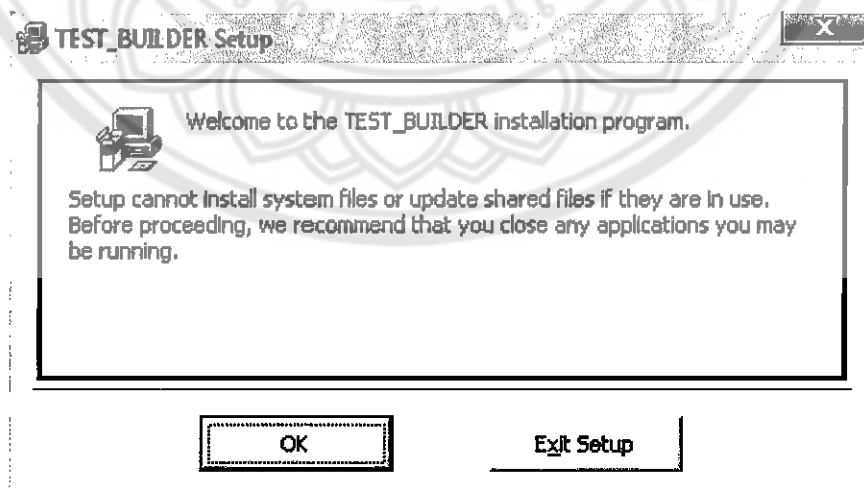 TEST_BUILDER Setup
Welcome to the TEST_BUILDER installation program.
Setup cannot install system files or update shared files if they are in use.
Before proceeding, we recommend that you close any applications you may
be running.
OK
Exit Setup